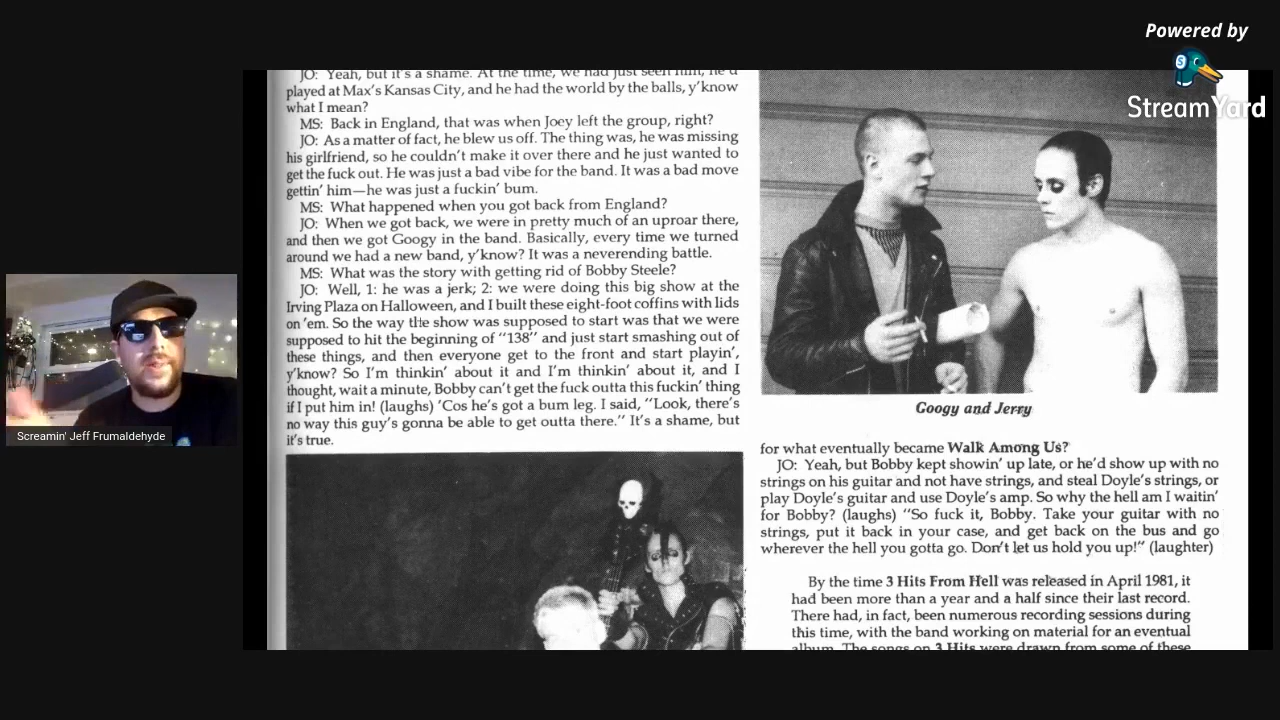 Powered by
StreamYard
JO: Yeah, but it's a shame. At the time, we had just seen him, he'd
played at Max's Kansas City, and he had the world by the balls, y'know
what I mean?
MS: Back in England, that was when Joey left the group, right?
JO: As a matter of fact, he blew us off. The thing was, he was missing
his girlfriend, so he couldn't make it over there and he just wanted to
get the fuck out. He was just a bad vibe for the band. It was a bad move
gettin' him—he was just a fuckin' bum.
MS: What happened when you got back from England?
JO: When we got back, we were in pretty much of an uproar there,
and then we got Googy in the band. Basically, every time we turned
around we had a new band, y'know? It was a neverending battle.
MS: What was the story with getting rid of Bobby Steele?
JO: Well, 1: he was a jerk; 2: we were doing this big show at the
Irving Plaza on Halloween, and I built these eight-foot coffins with lids
on 'em. So the way the show was supposed to start was that we were
supposed to hit the beginning of "138" and just start smashing out of
these things, and then everyone get to the front and start playin',
y'know? So I'm thinkin' about it and I'm thinkin' about it, and I
thought, wait a minute, Bobby can't get the fuck outta this fuckin' thing
if I put him in! (laughs) 'Cos he's got a bum leg. I said, "Look, there's
no way this guy's gonna be able to get outta there." It's a shame, but
it's true.
Googy and Jerry
for what eventually became Walk Among Us?
JO: Yeah, but Bobby kept showin' up late, or he'd show up with no
strings on his guitar and not have strings, and steal Doyle's strings, or
play Doyle's guitar and use Doyle's amp. So why the hell am I waitin'
for Bobby? (laughs) "So fuck it, Bobby. Take your guitar with no
strings, put it back in your case, and get back on the bus and go
wherever the hell you gotta go. Don't let us hold you up!" (laughter)
By the time 3 Hits From Hell was released in April 1981, it
had been more than a year and a half since their last record.
There had, in fact, been numerous recording sessions during
this time, with the band working on material for an eventual
album. The songs on 3 Hits were drawn from some of these
Screamin' Jeff Frumaldehyde